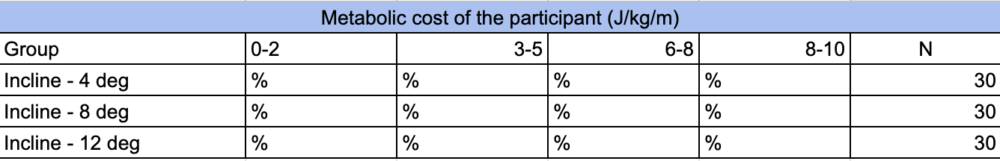 Metabolic cost of the participant (J/kg/m)
Group 0-2 3-5 6-8 8-10 N
Incline - 4 deg % % % % 30
Incline - 8 deg % % % % 30
Incline - 12 deg % % % % 30